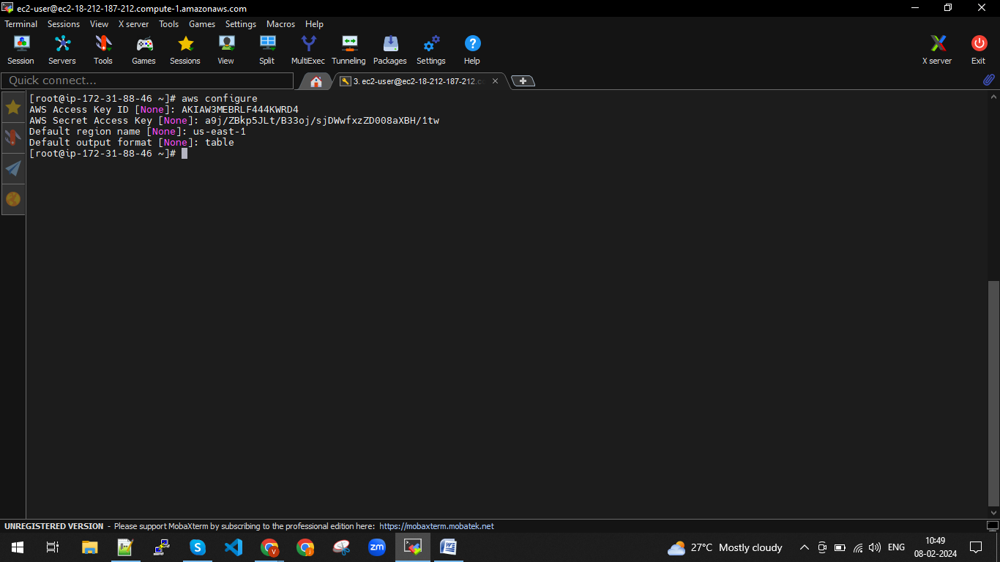 ec2-user@ec2-18-212-187-212.compute-1.amazonaws.com
Terminal Sessions View X server Tools Games Settings Macros Help
Session Servers Tools Games Sessions View Split MultiExec Tunneling Packages Settings Help X server Exit
Quick connect...
3. ec2-user@ec2-18-212-187-212.c
[root@ip-172-31-88-46 ~]# aws configure
AWS Access Key ID [None]: AKIAW3MEBRLF444KWRD4
AWS Secret Access Key [None]: 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
Default region name [None]: us-east-1
Default output format [None]: table
[root@ip-172-31-88-46 ~]#
UNREGISTERED VERSION - Please support MobaXterm by subscribing to the professional edition here: https://mobaxterm.mobatek.net
27°C Mostly cloudy
ENG
10:49
08-02-2024